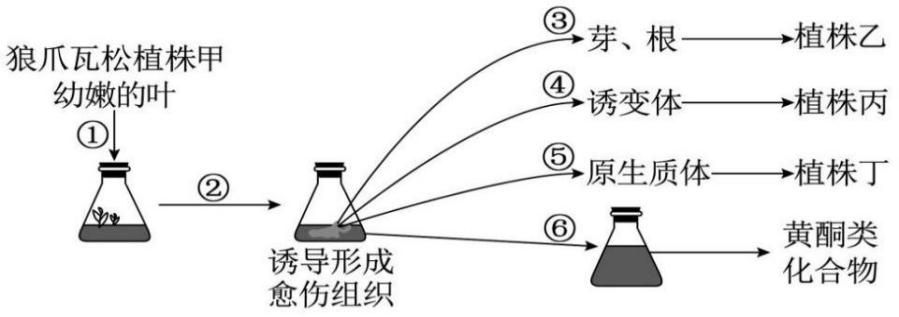 狼爪瓦松植株甲
幼嫩的叶
①
②
诱导形成
愈伤组织
③ 芽、根 植株乙
④ 诱变体 植株丙
⑤ 原生质体 植株丁
⑥ 黄酮类
化合物